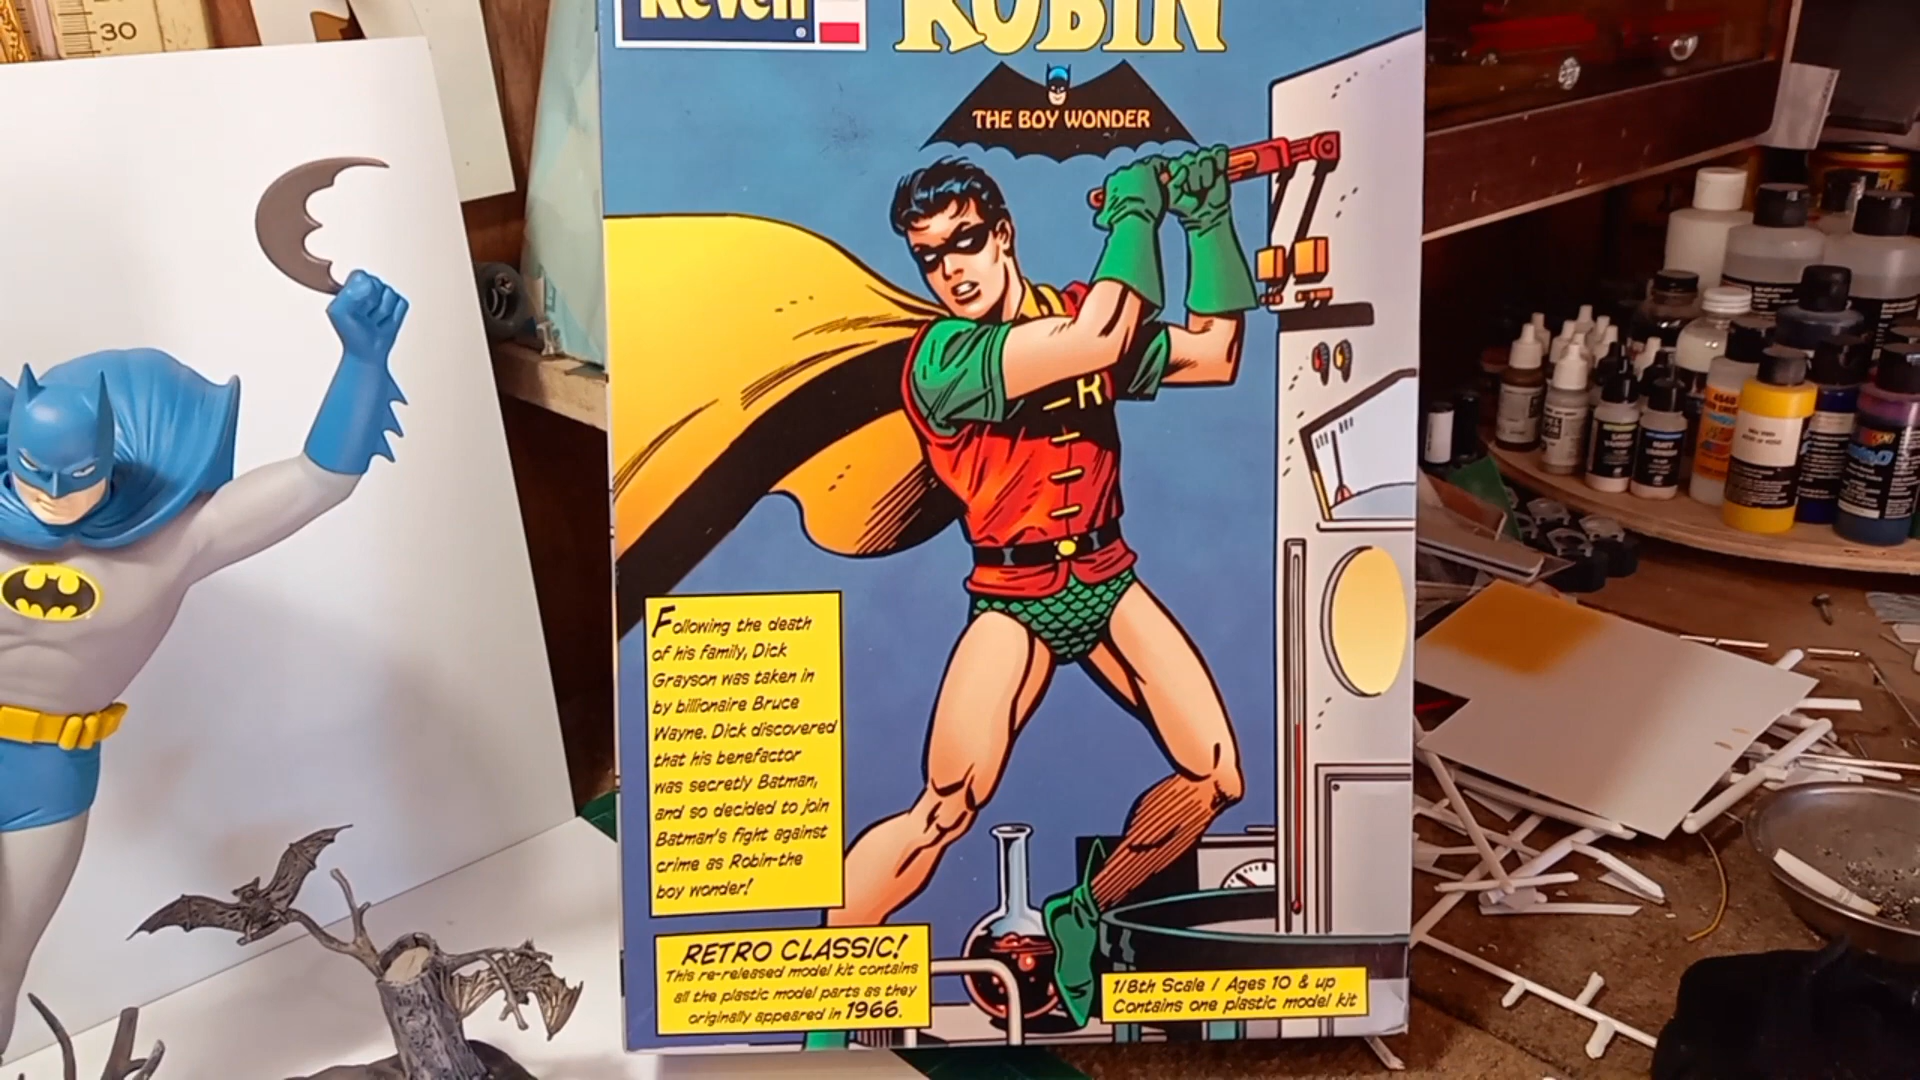 30
Revell
ROBIN
THE BOY WONDER
R
Following the death
of his family, Dick
Grayson was taken in
by billionaire Bruce
Wayne. Dick discovered
that his benefactor
was secretly Batman,
and so decided to join
Batman's fight against
crime as Robin-the
boy wonder!
RETRO CLASSIC!
This re-released model kit contains
all the plastic model parts as they
originally appeared in 1966.
1/8th Scale / Ages 10 & up
Contains one plastic model kit